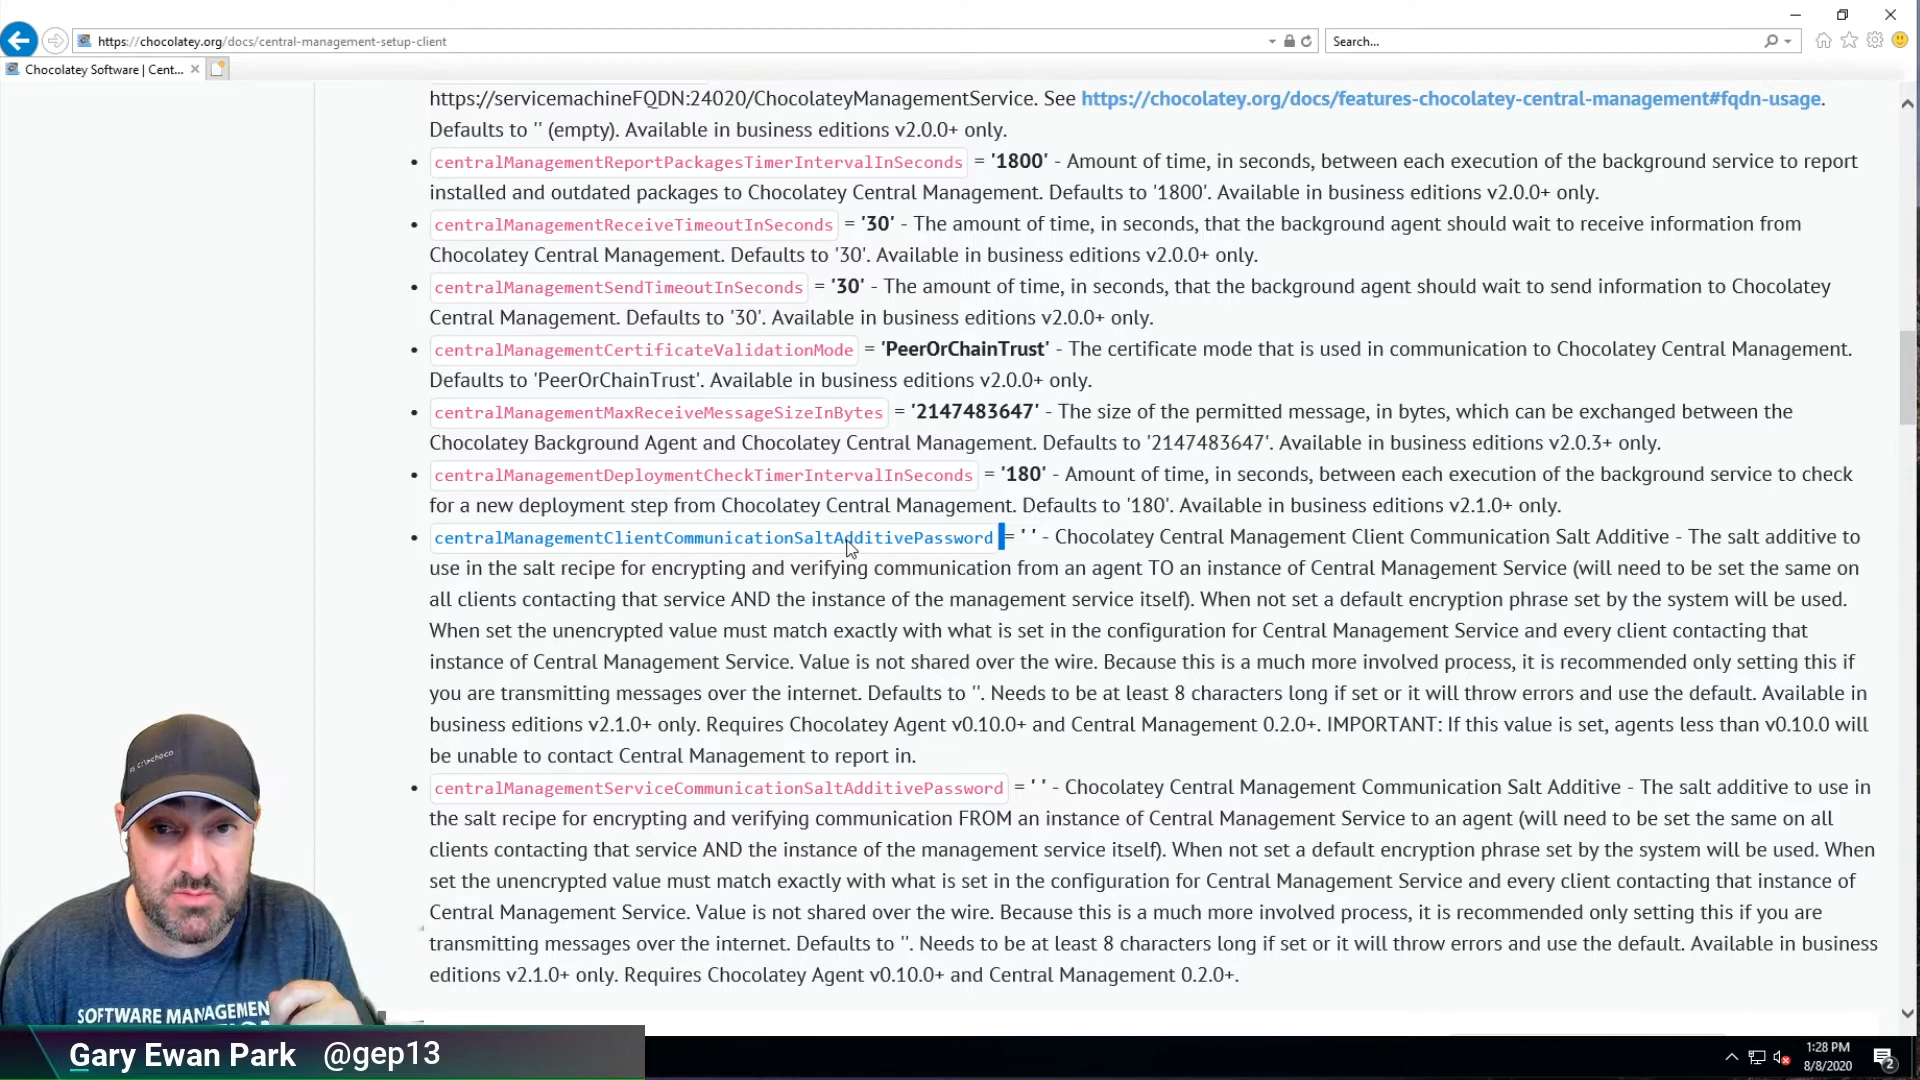 https://chocolatey.org/docs/central-management-setup-client
Search...
Chocolatey Software | Cent...
https://servicemachineFQDN:24020/ChocolateyManagementService. See https://chocolatey.org/docs/features-chocolatey-central-management#fqdn-usage.
Defaults to '' (empty). Available in business editions v2.0.0+ only.
• centralManagementReportPackagesTimerIntervalInSeconds = '1800' - Amount of time, in seconds, between each execution of the background service to report
installed and outdated packages to Chocolatey Central Management. Defaults to '1800'. Available in business editions v2.0.0+ only.
• centralManagementReceiveTimeoutInSeconds = '30' - The amount of time, in seconds, that the background agent should wait to receive information from
Chocolatey Central Management. Defaults to '30'. Available in business editions v2.0.0+ only.
• centralManagementSendTimeoutInSeconds = '30' - The amount of time, in seconds, that the background agent should wait to send information to Chocolatey
Central Management. Defaults to '30'. Available in business editions v2.0.0+ only.
• centralManagementCertificateValidationMode = 'PeerOrChainTrust' - The certificate mode that is used in communication to Chocolatey Central Management.
Defaults to 'PeerOrChainTrust'. Available in business editions v2.0.0+ only.
• centralManagementMaxReceiveMessageSizeInBytes = '2147483647' - The size of the permitted message, in bytes, which can be exchanged between the
Chocolatey Background Agent and Chocolatey Central Management. Defaults to '2147483647'. Available in business editions v2.0.3+ only.
• centralManagementDeploymentCheckTimerIntervalInSeconds = '180' - Amount of time, in seconds, between each execution of the background service to check
for a new deployment step from Chocolatey Central Management. Defaults to '180'. Available in business editions v2.1.0+ only.
• centralManagementClientCommunicationSaltAdditivePassword = ' ' - Chocolatey Central Management Client Communication Salt Additive - The salt additive to
use in the salt recipe for encrypting and verifying communication from an agent TO an instance of Central Management Service (will need to be set the same on
all clients contacting that service AND the instance of the management service itself). When not set a default encryption phrase set by the system will be used.
When set the unencrypted value must match exactly with what is set in the configuration for Central Management Service and every client contacting that
instance of Central Management Service. Value is not shared over the wire. Because this is a much more involved process, it is recommended only setting this if
you are transmitting messages over the internet. Defaults to ''. Needs to be at least 8 characters long if set or it will throw errors and use the default. Available in
business editions v2.1.0+ only. Requires Chocolatey Agent v0.10.0+ and Central Management 0.2.0+. IMPORTANT: If this value is set, agents less than v0.10.0 will
be unable to contact Central Management to report in.
• centralManagementServiceCommunicationSaltAdditivePassword = ' ' - Chocolatey Central Management Communication Salt Additive - The salt additive to use in
the salt recipe for encrypting and verifying communication FROM an instance of Central Management Service to an agent (will need to be set the same on all
clients contacting that service AND the instance of the management service itself). When not set a default encryption phrase set by the system will be used. When
set the unencrypted value must match exactly with what is set in the configuration for Central Management Service and every client contacting that instance of
Central Management Service. Value is not shared over the wire. Because this is a much more involved process, it is recommended only setting this if you are
transmitting messages over the internet. Defaults to ''. Needs to be at least 8 characters long if set or it will throw errors and use the default. Available in business
editions v2.1.0+ only. Requires Chocolatey Agent v0.10.0+ and Central Management 0.2.0+.
SOFTWARE MANAGEMEN
Gary Ewan Park @gep13
1:28 PM
8/8/2020
2